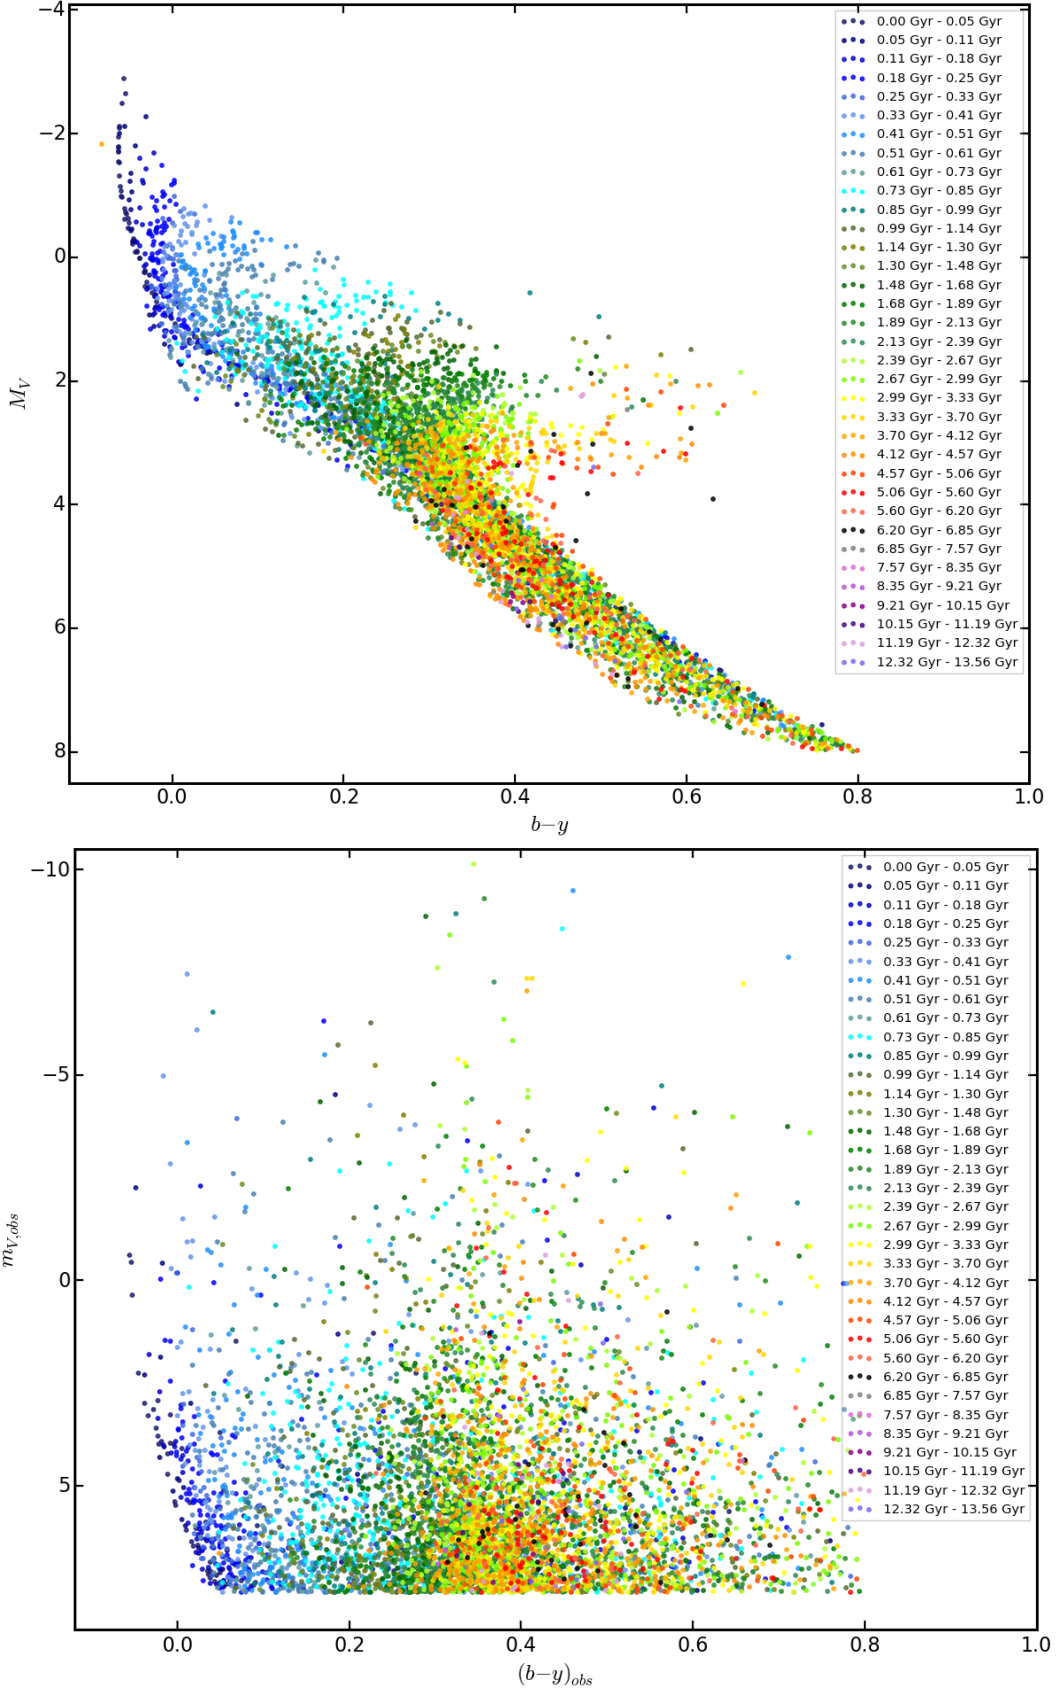 −4
−2
0
2
4
6
8
M_V
0.0 0.2 0.4 0.6 0.8 1.0
b−y
0.00 Gyr - 0.05 Gyr
0.05 Gyr - 0.11 Gyr
0.11 Gyr - 0.18 Gyr
0.18 Gyr - 0.25 Gyr
0.25 Gyr - 0.33 Gyr
0.33 Gyr - 0.41 Gyr
0.41 Gyr - 0.51 Gyr
0.51 Gyr - 0.61 Gyr
0.61 Gyr - 0.73 Gyr
0.73 Gyr - 0.85 Gyr
0.85 Gyr - 0.99 Gyr
0.99 Gyr - 1.14 Gyr
1.14 Gyr - 1.30 Gyr
1.30 Gyr - 1.48 Gyr
1.48 Gyr - 1.68 Gyr
1.68 Gyr - 1.89 Gyr
1.89 Gyr - 2.13 Gyr
2.13 Gyr - 2.39 Gyr
2.39 Gyr - 2.67 Gyr
2.67 Gyr - 2.99 Gyr
2.99 Gyr - 3.33 Gyr
3.33 Gyr - 3.70 Gyr
3.70 Gyr - 4.12 Gyr
4.12 Gyr - 4.57 Gyr
4.57 Gyr - 5.06 Gyr
5.06 Gyr - 5.60 Gyr
5.60 Gyr - 6.20 Gyr
6.20 Gyr - 6.85 Gyr
6.85 Gyr - 7.57 Gyr
7.57 Gyr - 8.35 Gyr
8.35 Gyr - 9.21 Gyr
9.21 Gyr - 10.15 Gyr
10.15 Gyr - 11.19 Gyr
11.19 Gyr - 12.32 Gyr
12.32 Gyr - 13.56 Gyr
−10
−5
0
5
m_{V,obs}
0.0 0.2 0.4 0.6 0.8 1.0
(b−y)_{obs}
0.00 Gyr - 0.05 Gyr
0.05 Gyr - 0.11 Gyr
0.11 Gyr - 0.18 Gyr
0.18 Gyr - 0.25 Gyr
0.25 Gyr - 0.33 Gyr
0.33 Gyr - 0.41 Gyr
0.41 Gyr - 0.51 Gyr
0.51 Gyr - 0.61 Gyr
0.61 Gyr - 0.73 Gyr
0.73 Gyr - 0.85 Gyr
0.85 Gyr - 0.99 Gyr
0.99 Gyr - 1.14 Gyr
1.14 Gyr - 1.30 Gyr
1.30 Gyr - 1.48 Gyr
1.48 Gyr - 1.68 Gyr
1.68 Gyr - 1.89 Gyr
1.89 Gyr - 2.13 Gyr
2.13 Gyr - 2.39 Gyr
2.39 Gyr - 2.67 Gyr
2.67 Gyr - 2.99 Gyr
2.99 Gyr - 3.33 Gyr
3.33 Gyr - 3.70 Gyr
3.70 Gyr - 4.12 Gyr
4.12 Gyr - 4.57 Gyr
4.57 Gyr - 5.06 Gyr
5.06 Gyr - 5.60 Gyr
5.60 Gyr - 6.20 Gyr
6.20 Gyr - 6.85 Gyr
6.85 Gyr - 7.57 Gyr
7.57 Gyr - 8.35 Gyr
8.35 Gyr - 9.21 Gyr
9.21 Gyr - 10.15 Gyr
10.15 Gyr - 11.19 Gyr
11.19 Gyr - 12.32 Gyr
12.32 Gyr - 13.56 Gyr